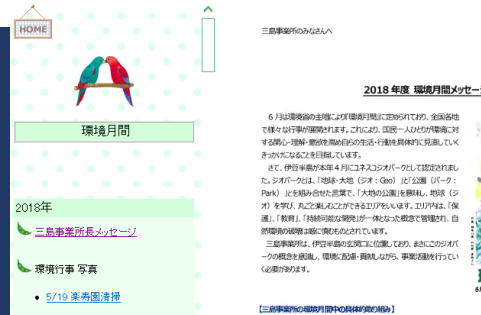 HOME
環境月間
2018年
三島事業所長メッセージ
環境行事 写真
5/19 楽寿園清掃
三島事業所のみなさんへ
2018 年度 環境月間メッセー
6 月は環境省の主唱により「環境月間」に定められており、全国各地
で様々な行事が展開されます。これにより、国民一人ひとりが環境に対
する関心・理解・意欲を高め自らの生活・行動を具体的に見直していく
きっかけになることを目指しています。
さて、伊豆半島が本年 4 月にユネスコジオパークとして認定されまし
た。ジオパークとは、「地球・大地（ジオ：Geo）」と「公園（パーク：
Park）」とを組み合せた言葉で、「大地の公園」を意味し、地球（ジ
オ）を学び、丸ごと楽しむことができるエリアをいいます。エリア内は、「保
護」、「教育」、「持続可能な開発」が一体となった概念で管理され、自
然環境の破壊は厳に慎むものとされています。
三島事業所は、伊豆半島の玄関口に位置しており、まさにこのジオパ
ークの概念を意識し、環境に配慮・貢献しながら、事業活動を行ってい
く必要があります。
【三島事業所の環境月間中の具体的取り組み】